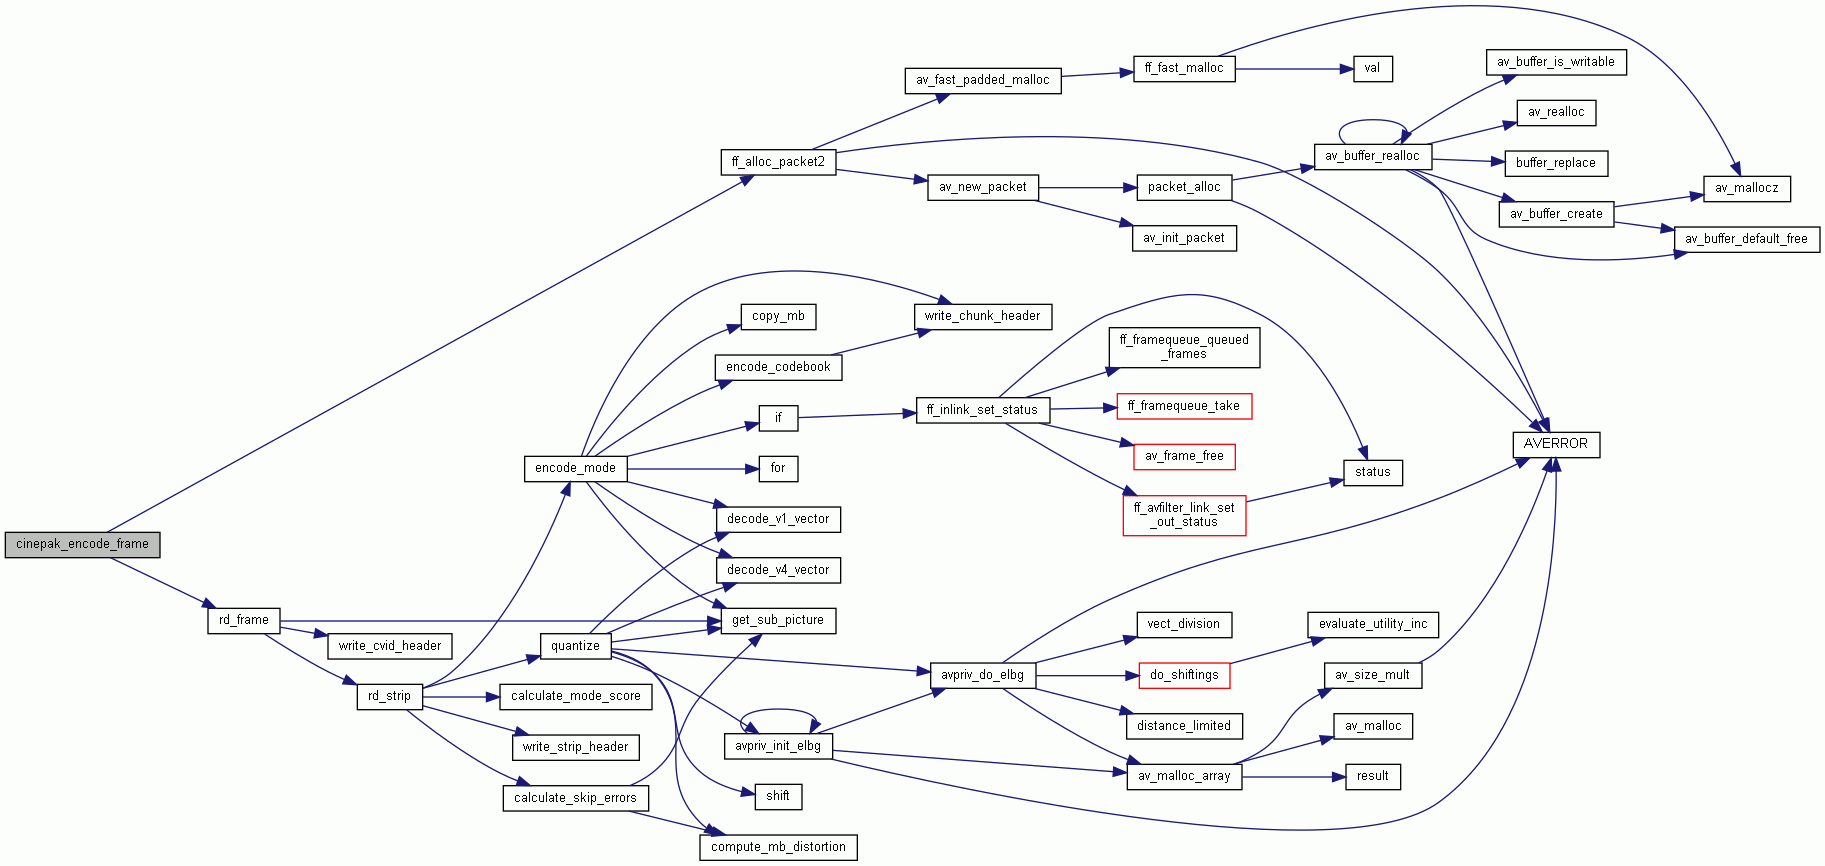 av_buffer_is_writable
av_fast_padded_malloc
ff_fast_malloc
val
av_realloc
ff_alloc_packet2
av_buffer_realloc
buffer_replace
av_new_packet
packet_alloc
av_mallocz
av_buffer_create
av_init_packet
av_buffer_default_free
copy_mb
write_chunk_header
ff_framequeue_queued
_frames
encode_codebook
ff_inlink_set_status
ff_framequeue_take
if
AVERROR
av_frame_free
encode_mode
for
status
ff_avfilter_link_set
_out_status
decode_v1_vector
cinepak_encode_frame
decode_v4_vector
rd_frame
get_sub_picture
vect_division
evaluate_utility_inc
write_cvid_header
quantize
avpriv_do_elbg
do_shiftings
av_size_mult
rd_strip
calculate_mode_score
distance_limited
av_malloc
write_strip_header
avpriv_init_elbg
av_malloc_array
result
calculate_skip_errors
shift
compute_mb_distortion